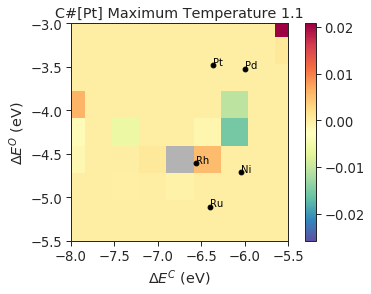 C#[Pt] Maximum Temperature 1.1
−3.0
−3.5
−4.0
−4.5
−5.0
−5.5
ΔE^O (eV)
Pt
Pd
Rh
Ni
Ru
−8.0 −7.5 −7.0 −6.5 −6.0 −5.5
ΔE^C (eV)
0.02
0.01
0.00
−0.01
−0.02